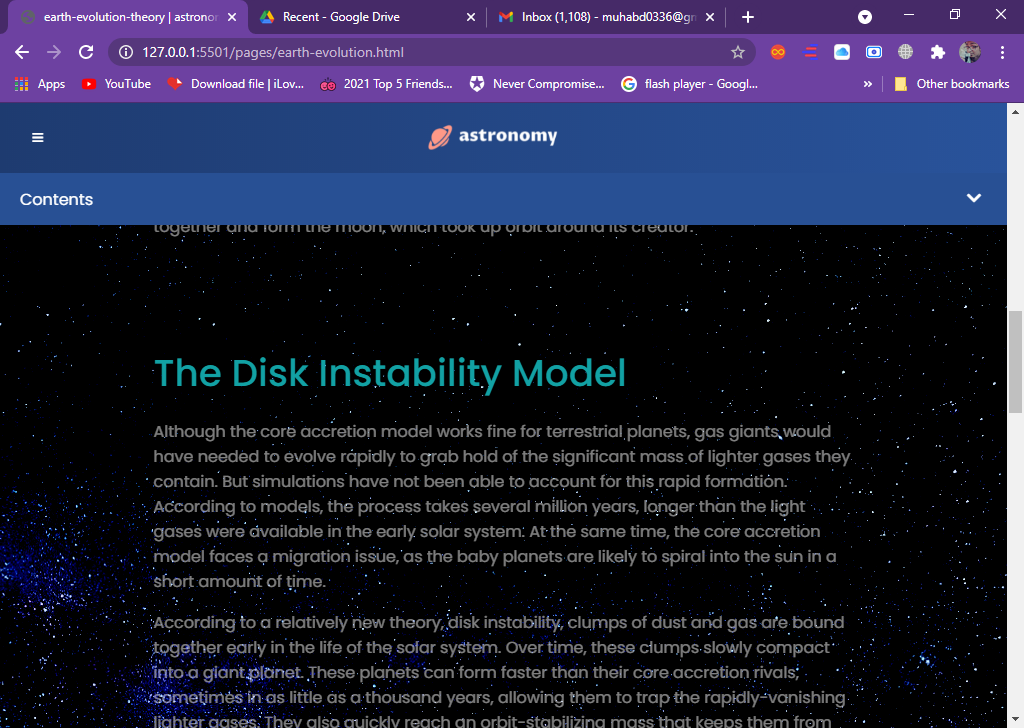 earth-evolution-theory | astronor
Recent - Google Drive
Inbox (1,108) - muhabd0336@gn
127.0.0.1:5501/pages/earth-evolution.html
Apps
YouTube
Download file | iLov...
2021 Top 5 Friends...
Never Compromise...
flash player - Googl...
»
Other bookmarks
astronomy
Contents
together and form the moon, which took up orbit around its creator.
The Disk Instability Model
Although the core accretion model works fine for terrestrial planets, gas giants would
have needed to evolve rapidly to grab hold of the significant mass of lighter gases they
contain. But simulations have not been able to account for this rapid formation.
According to models, the process takes several million years, longer than the light
gases were available in the early solar system. At the same time, the core accretion
model faces a migration issue, as the baby planets are likely to spiral into the sun in a
short amount of time.
According to a relatively new theory, disk instability, clumps of dust and gas are bound
together early in the life of the solar system. Over time, these clumps slowly compact
into a giant planet. These planets can form faster than their core accretion rivals,
sometimes in as little as a thousand years, allowing them to trap the rapidly-vanishing
lighter gases. They also quickly reach an orbit-stabilizing mass that keeps them from